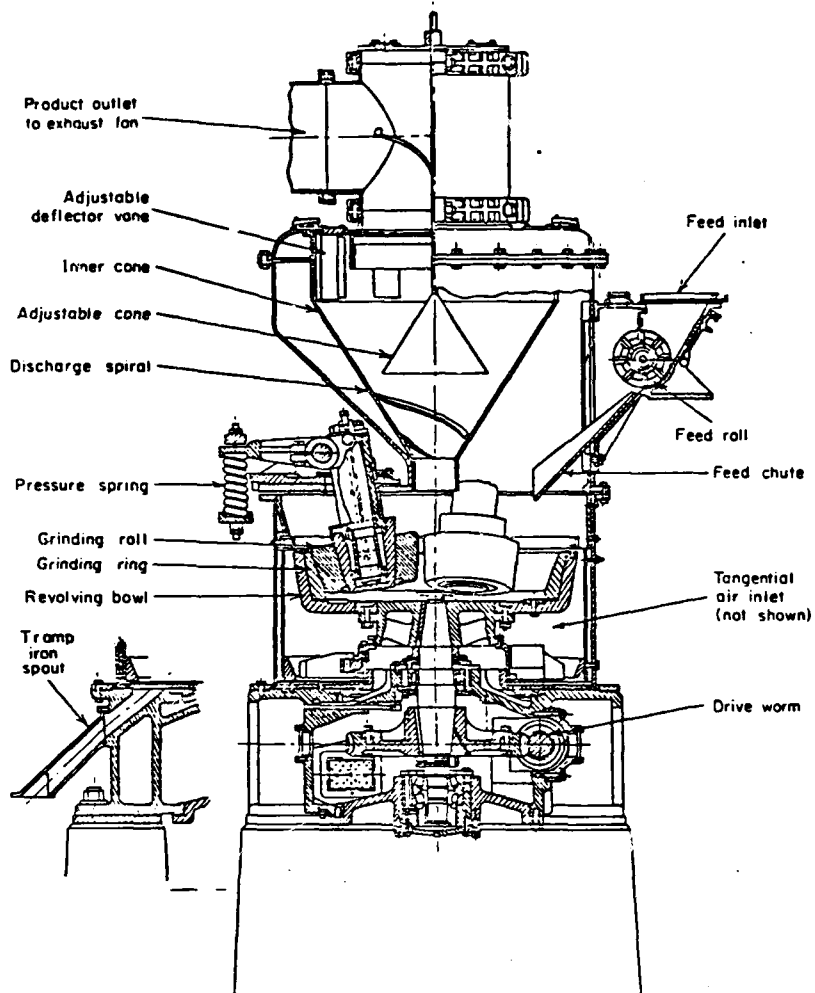 Product outlet
to exhaust fan
Adjustable
deflector vane
Inner cone
Adjustable cone
Discharge spiral
Pressure spring
Grinding roll
Grinding ring
Revolving bowl
Tramp
iron
spout
Feed inlet
Feed roll
Feed chute
Tangential
air inlet
(not shown)
Drive worm